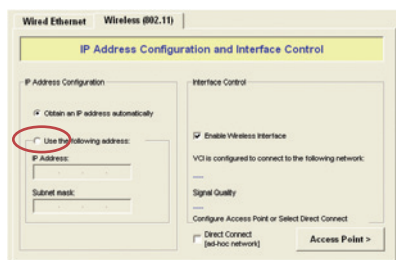 Wired Ethernet Wireless (802.11)
IP Address Configuration and Interface Control
IP Address Configuration
Obtain an IP address automatically
Use the following address:
IP Address:
Subnet mask:
Interface Control
Enable Wireless Interface
VCI is configured to connect to the following network:
Signal Quality
Configure Access Point or Select Direct Connect
Direct Connect
[ad-hoc network]
Access Point >